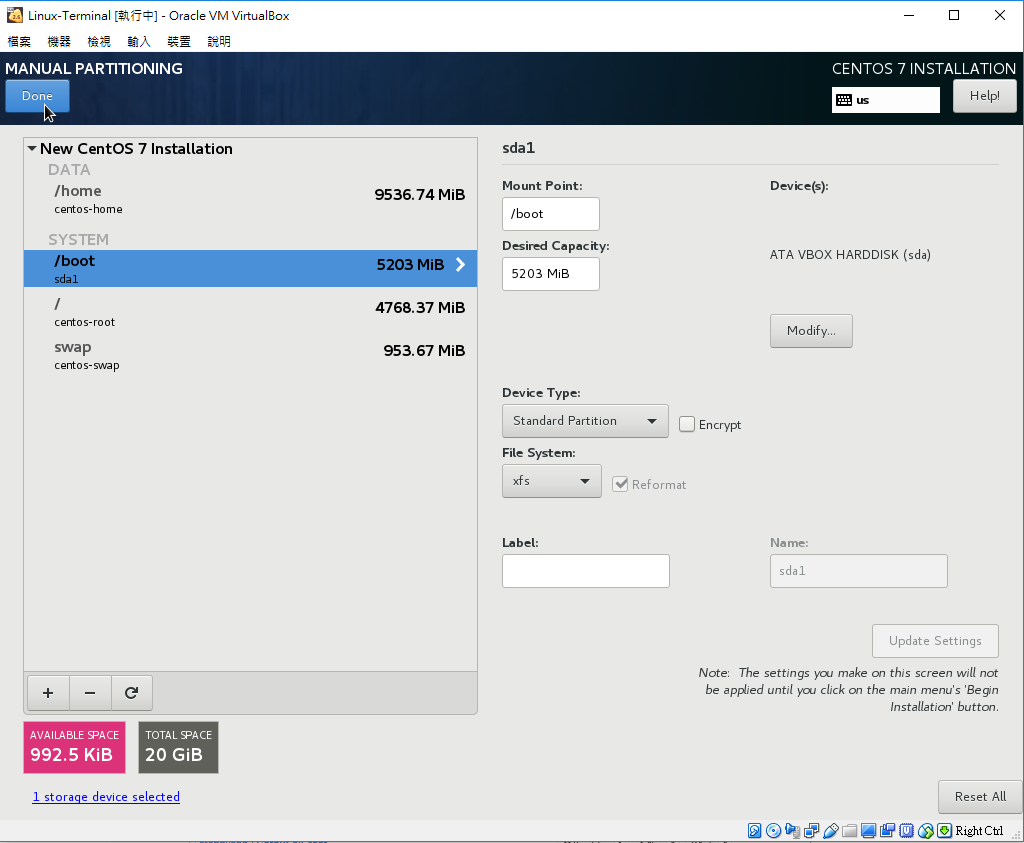 Linux-Terminal [執行中] - Oracle VM VirtualBox
檔案 機器 檢視 輸入 裝置 說明
MANUAL PARTITIONING
CENTOS 7 INSTALLATION
Done
us
Help!
New CentOS 7 Installation
DATA
/home
9536.74 MiB
centos-home
SYSTEM
/boot
5203 MiB
sda1
/
4768.37 MiB
centos-root
swap
953.67 MiB
centos-swap
+ −
AVAILABLE SPACE
992.5 KiB
TOTAL SPACE
20 GiB
1 storage device selected
sda1
Mount Point:
/boot
Device(s):
Desired Capacity:
5203 MiB
ATA VBOX HARDDISK (sda)
Modify...
Device Type:
Standard Partition
Encrypt
File System:
xfs
Reformat
Label:
Name:
sda1
Update Settings
Note: The settings you make on this screen will not
be applied until you click on the main menu's 'Begin
Installation' button.
Reset All
Right Ctrl